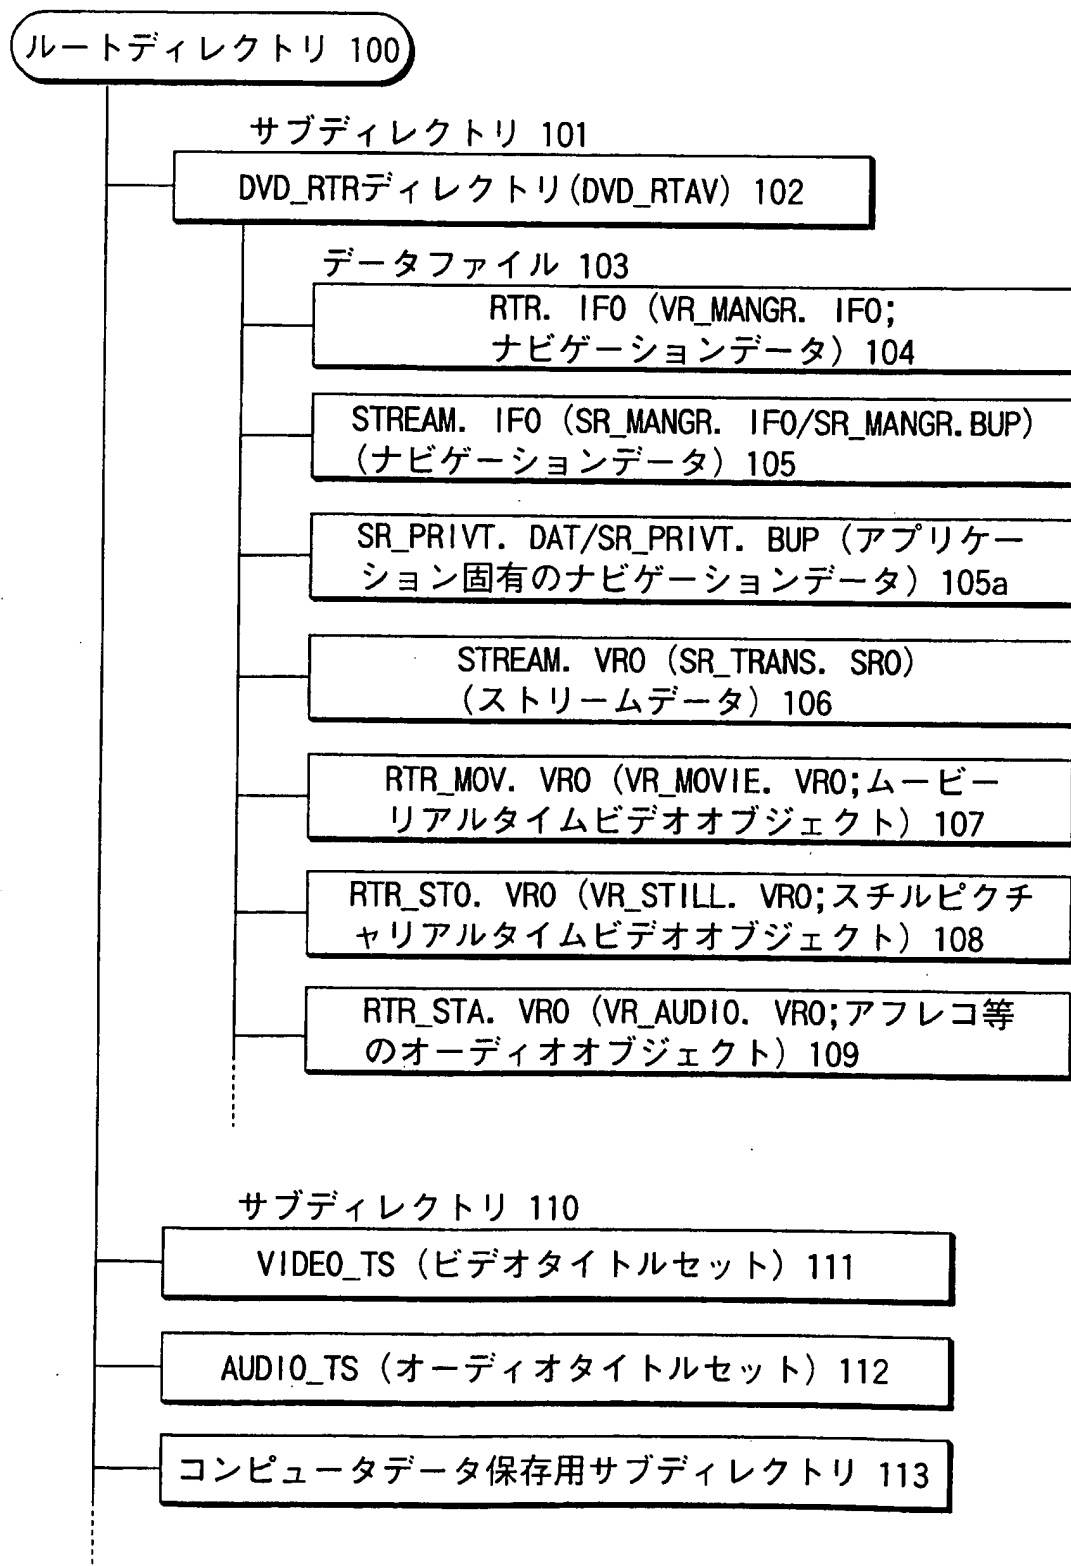 ルートディレクトリ 100
サブディレクトリ 101
DVD_RTRディレクトリ(DVD_RTAV) 102
データファイル 103
RTR. IFO (VR_MANGR. IFO;
ナビゲーションデータ) 104
STREAM. IFO (SR_MANGR. IFO/SR_MANGR.BUP)
(ナビゲーションデータ) 105
SR_PRIVT. DAT/SR_PRIVT. BUP (アプリケー
ション固有のナビゲーションデータ) 105a
STREAM. VRO (SR_TRANS. SRO)
(ストリームデータ) 106
RTR_MOV. VRO (VR_MOVIE. VRO;ムービー
リアルタイムビデオオブジェクト) 107
RTR_STO. VRO (VR_STILL. VRO;スチルピクチ
ャリアルタイムビデオオブジェクト) 108
RTR_STA. VRO (VR_AUDIO. VRO;アフレコ等
のオーディオオブジェクト) 109
サブディレクトリ 110
VIDEO_TS (ビデオタイトルセット) 111
AUDIO_TS (オーディオタイトルセット) 112
コンピュータデータ保存用サブディレクトリ 113